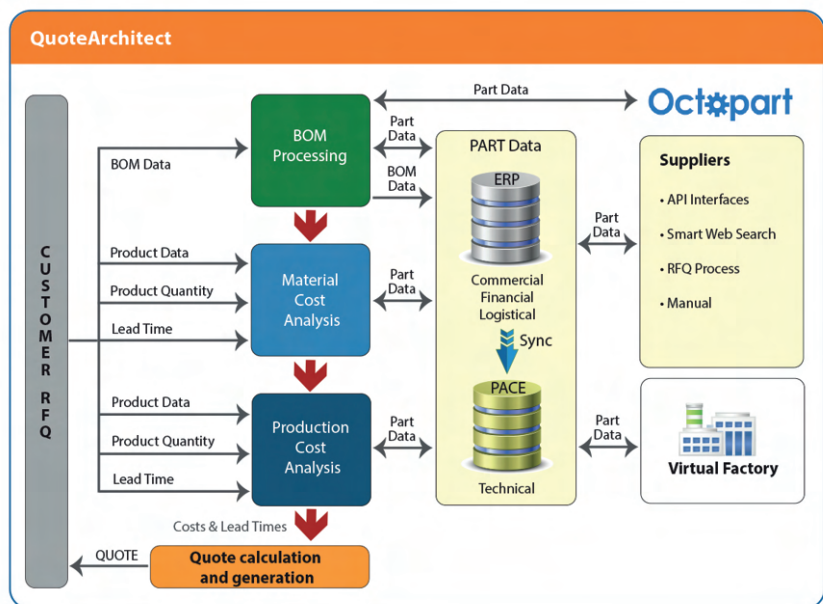 QuoteArchitect
CUSTOMER RFQ
BOM Data
Product Data
Product Quantity
Lead Time
Product Data
Product Quantity
Lead Time
BOM
Processing
Material
Cost
Analysis
Production
Cost
Analysis
Costs & Lead Times
QUOTE
Quote calculation
and generation
Part Data
Part
Data
BOM
Data
Part
Data
Part
Data
PART Data
ERP
Commercial
Financial
Logistical
Sync
PACE
Technical
Part
Data
Part
Data
Octopart
Suppliers
• API Interfaces
• Smart Web Search
• RFQ Process
• Manual
Virtual Factory